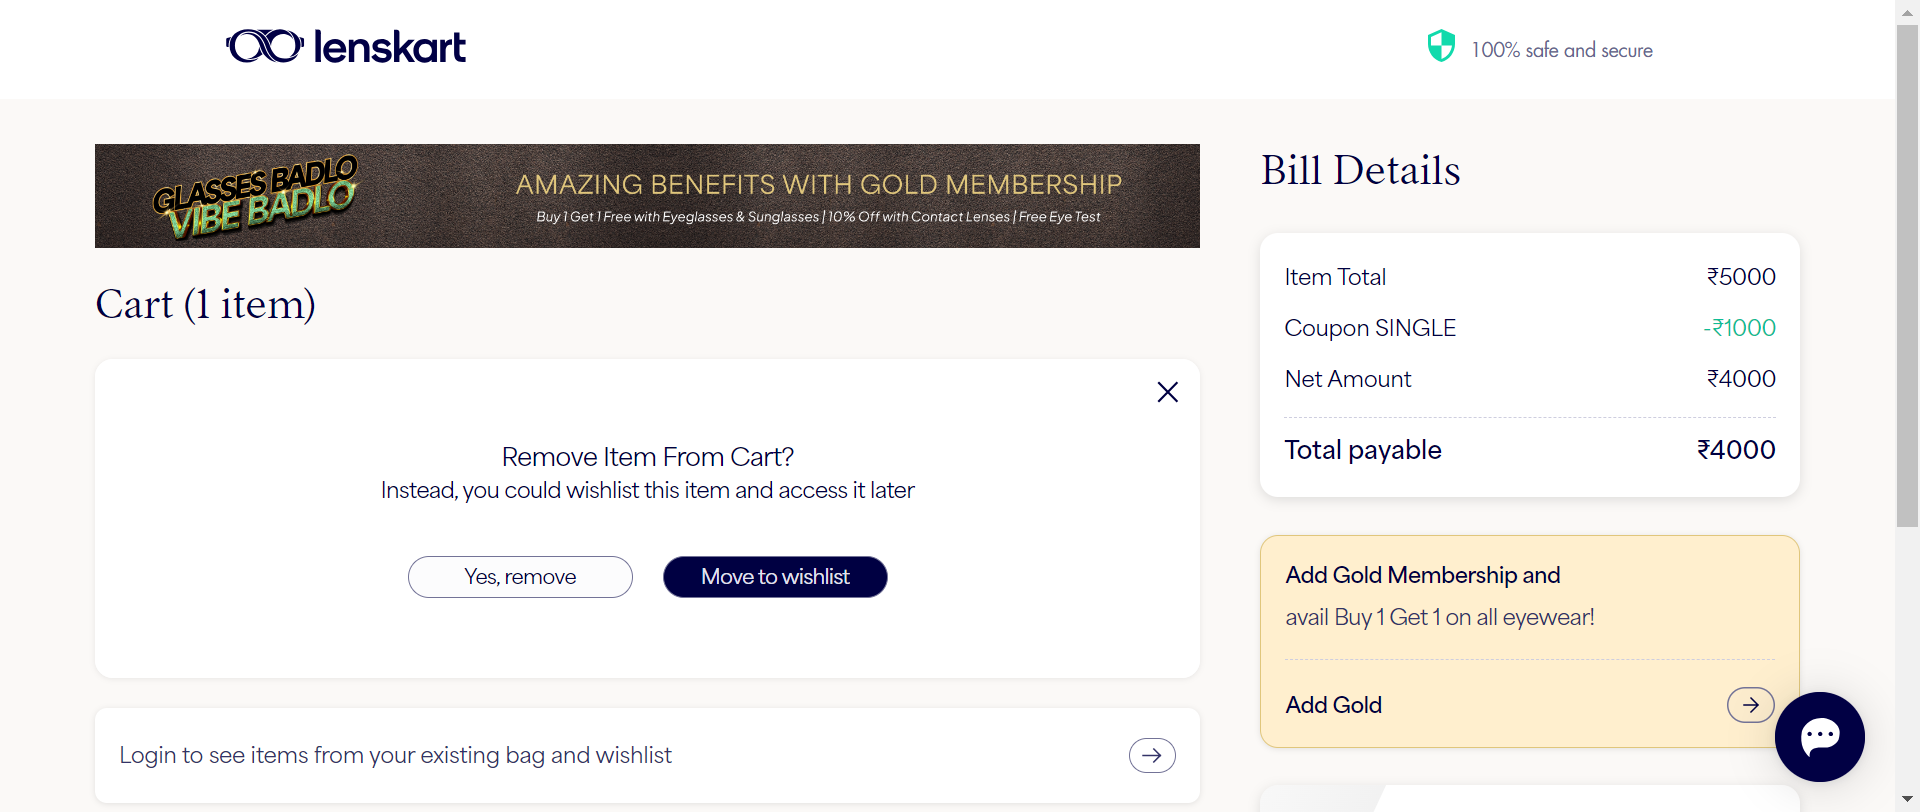 lenskart
100% safe and secure
GLASSES BADLO
VIBE BADLO
AMAZING BENEFITS WITH GOLD MEMBERSHIP
Buy 1 Get 1 Free with Eyeglasses & Sunglasses | 10% Off with Contact Lenses | Free Eye Test
Cart (1 item)
Remove Item From Cart?
Instead, you could wishlist this item and access it later
Yes, remove
Move to wishlist
Login to see items from your existing bag and wishlist
Bill Details
Item Total ₹5000
Coupon SINGLE -₹1000
Net Amount ₹4000
Total payable ₹4000
Add Gold Membership and
avail Buy 1 Get 1 on all eyewear!
Add Gold